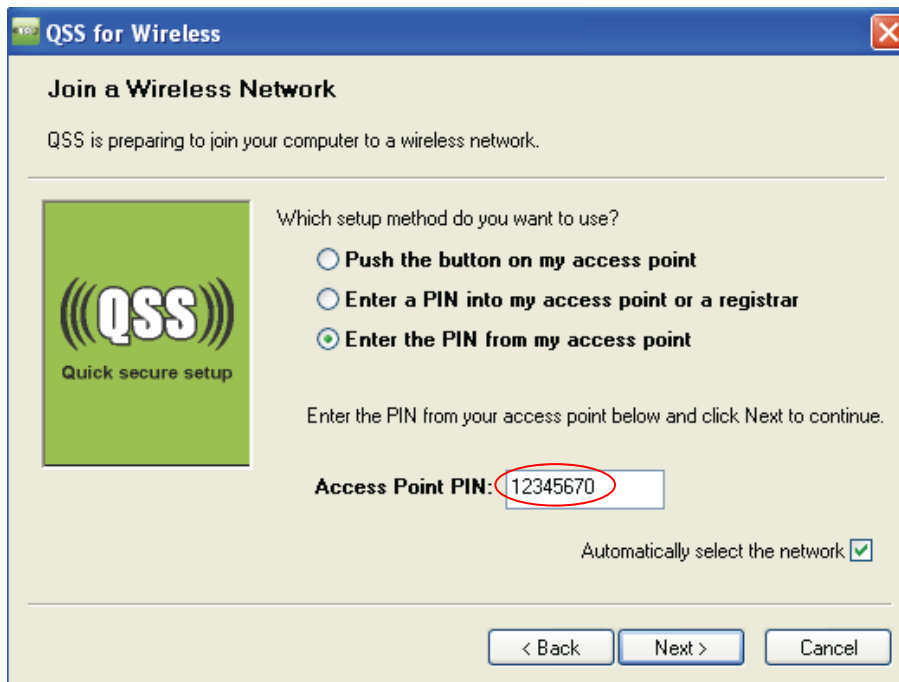 QSS for Wireless
Join a Wireless Network
QSS is preparing to join your computer to a wireless network.
Which setup method do you want to use?
Push the button on my access point
Enter a PIN into my access point or a registrar
Enter the PIN from my access point
QSS
Quick secure setup
Enter the PIN from your access point below and click Next to continue.
Access Point PIN: 12345670
Automatically select the network
< Back Next > Cancel